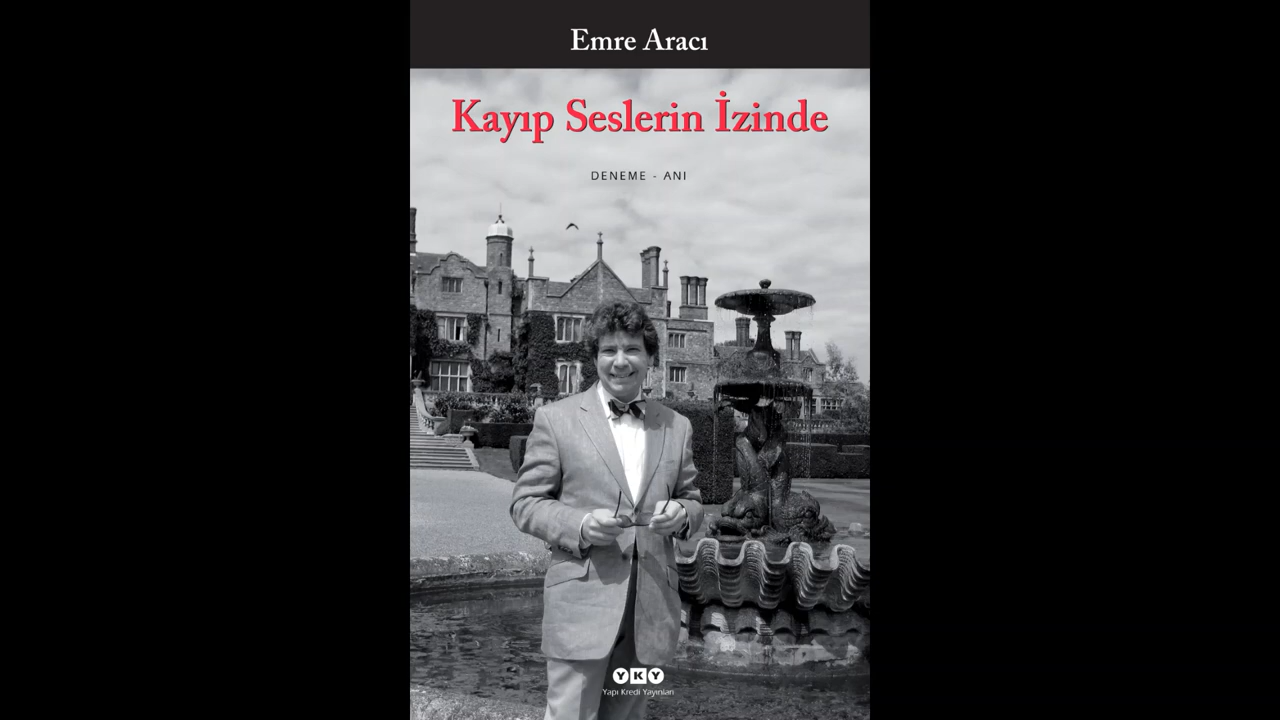 Emre Aracı
Kayıp Seslerin İzinde
DENEME - ANI
YKY
Yapı Kredi Yayınları